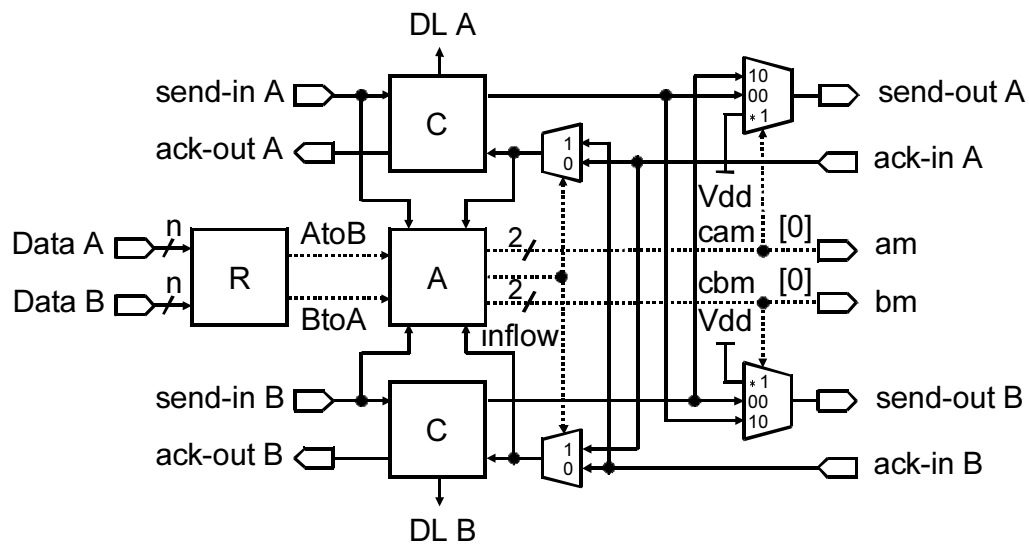 DL A
send-in A
C
10
00
* 1
send-out A
ack-out A
1
0
ack-in A
Vdd
n
Data A
AtoB
2
cam
[0]
am
R
A
n
Data B
BtoA
2
inflow
cbm
[0]
bm
Vdd
send-in B
C
* 1
00
10
send-out B
ack-out B
1
0
ack-in B
DL B